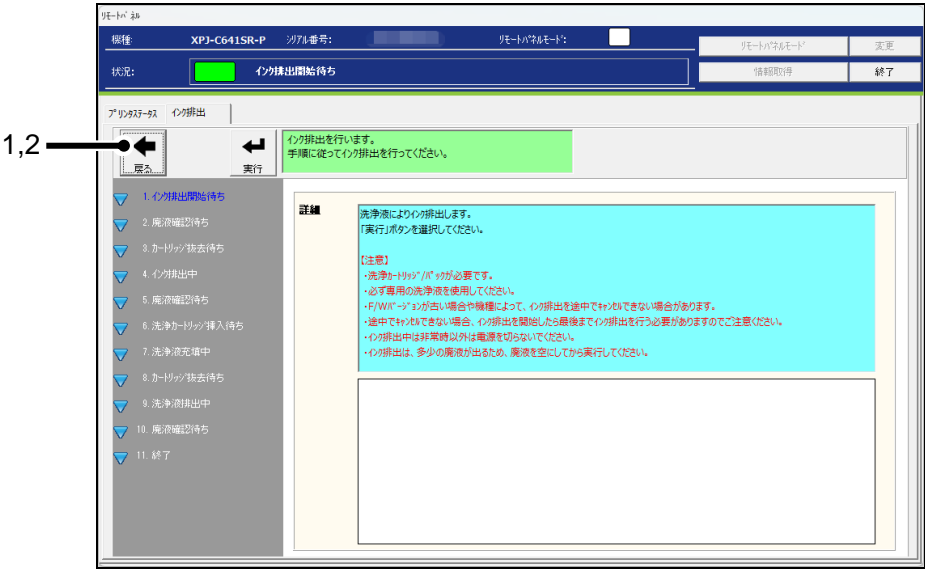 ﾘﾓｰﾄﾊﾟﾈﾙ
機種: XPJ-C641SR-P ｼﾘｱﾙ番号: ﾘﾓｰﾄﾊﾟﾈﾙﾓｰﾄﾞ:
ﾘﾓｰﾄﾊﾟﾈﾙﾓｰﾄﾞ 変更
状況: ｲﾝｸ排出開始待ち
情報取得 終了
ﾌﾟﾘﾝﾀｽﾃｰﾀｽ ｲﾝｸ排出
1,2
戻る 実行
ｲﾝｸ排出を行います。
手順に従ってｲﾝｸ排出を行ってください。
1. ｲﾝｸ排出開始待ち
2. 廃液確認待ち
3. ｶｰﾄﾘｯｼﾞ抜去待ち
4. ｲﾝｸ排出中
5. 廃液確認待ち
6. 洗浄ｶｰﾄﾘｯｼﾞ挿入待ち
7. 洗浄液充填中
8. ｶｰﾄﾘｯｼﾞ抜去待ち
9. 洗浄液排出中
10. 廃液確認待ち
11. 終了
詳細
洗浄液によりｲﾝｸ排出します。
「実行」ﾎﾞﾀﾝを選択してください。
【注意】
・洗浄ｶｰﾄﾘｯｼﾞ/ﾊﾟｯｸが必要です。
・必ず専用の洗浄液を使用してください。
・F/Wﾊﾞｰｼﾞｮﾝが古い場合や機種によって、ｲﾝｸ排出を途中でｷｬﾝｾﾙできない場合があります。
・途中でｷｬﾝｾﾙできない場合、ｲﾝｸ排出を開始したら最後までｲﾝｸ排出を行う必要がありますのでご注意ください。
・ｲﾝｸ排出中は非常時以外は電源を切らないでください。
・ｲﾝｸ排出は、多少の廃液が出るため、廃液を空にしてから実行してください。